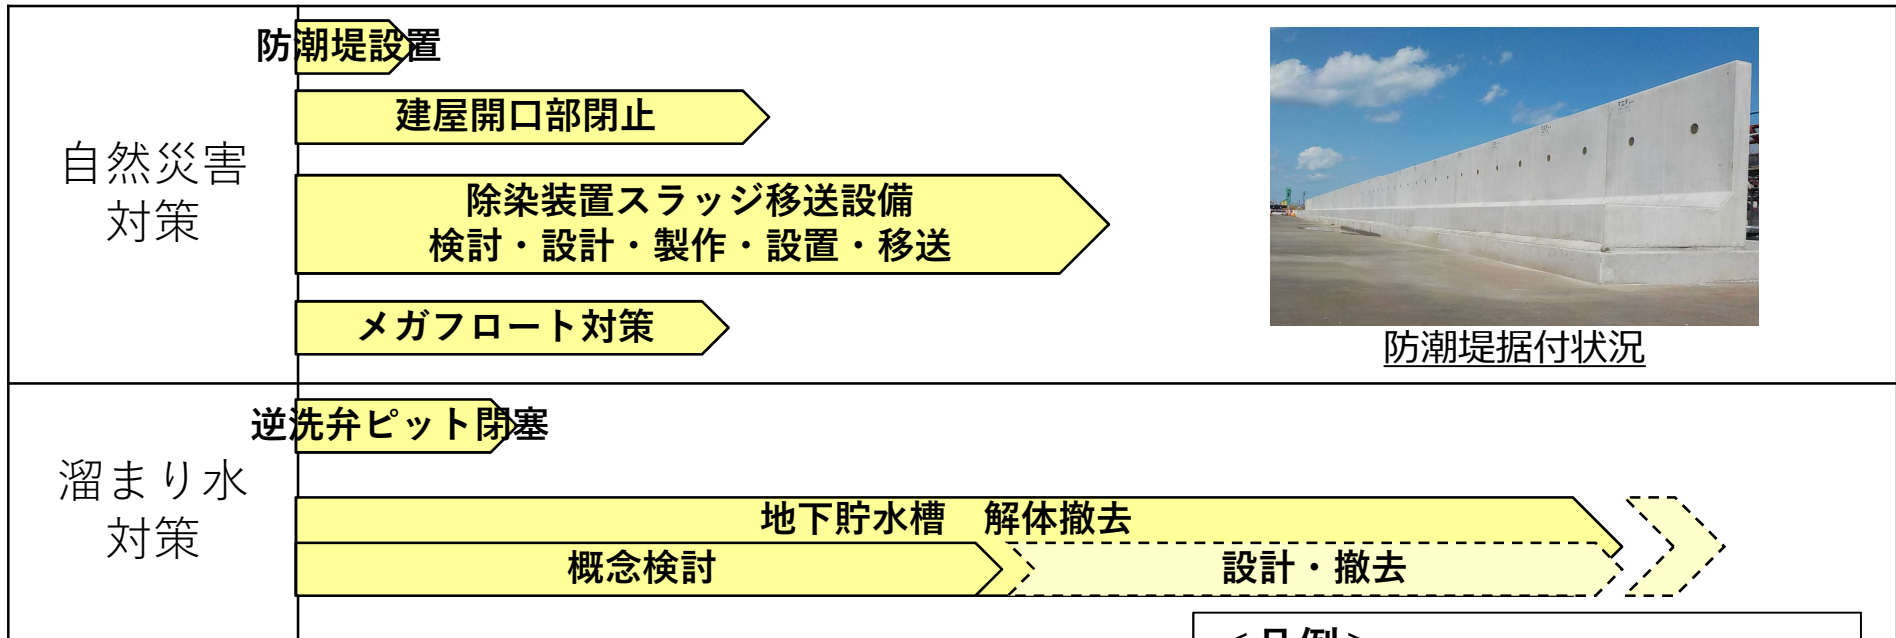 防潮堤設置
建屋開口部閉止
自然災害
対策
除染装置スラッジ移送設備
検討・設計・製作・設置・移送
メガフロート対策
防潮堤据付状況
逆洗弁ピット閉塞
溜まり水
対策
地下貯水槽　解体撤去
概念検討
設計・撤去
＜凡例＞